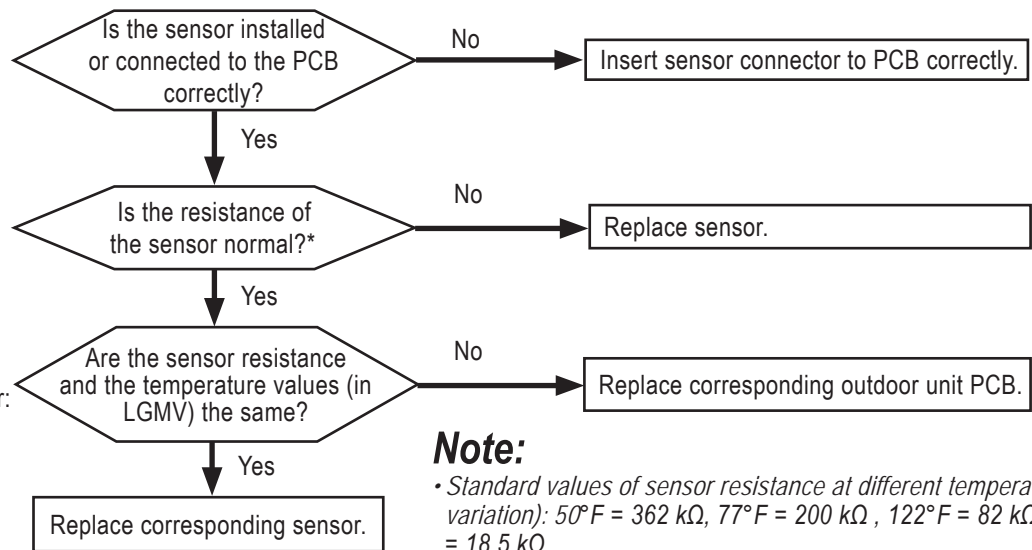 Is the sensor installed
or connected to the PCB
correctly?
No
Insert sensor connector to PCB correctly.
Yes
Is the resistance of
the sensor normal?*
No
Replace sensor.
Yes
Are the sensor resistance
and the temperature values (in
LGMV) the same?
No
Replace corresponding outdoor unit PCB.
Yes
Replace corresponding sensor.
Note:
• Standard values of sensor resistance at different
variation): 50°F = 362 kΩ, 77°F = 200 kΩ , 122°F = 82
= 18.5 kΩ